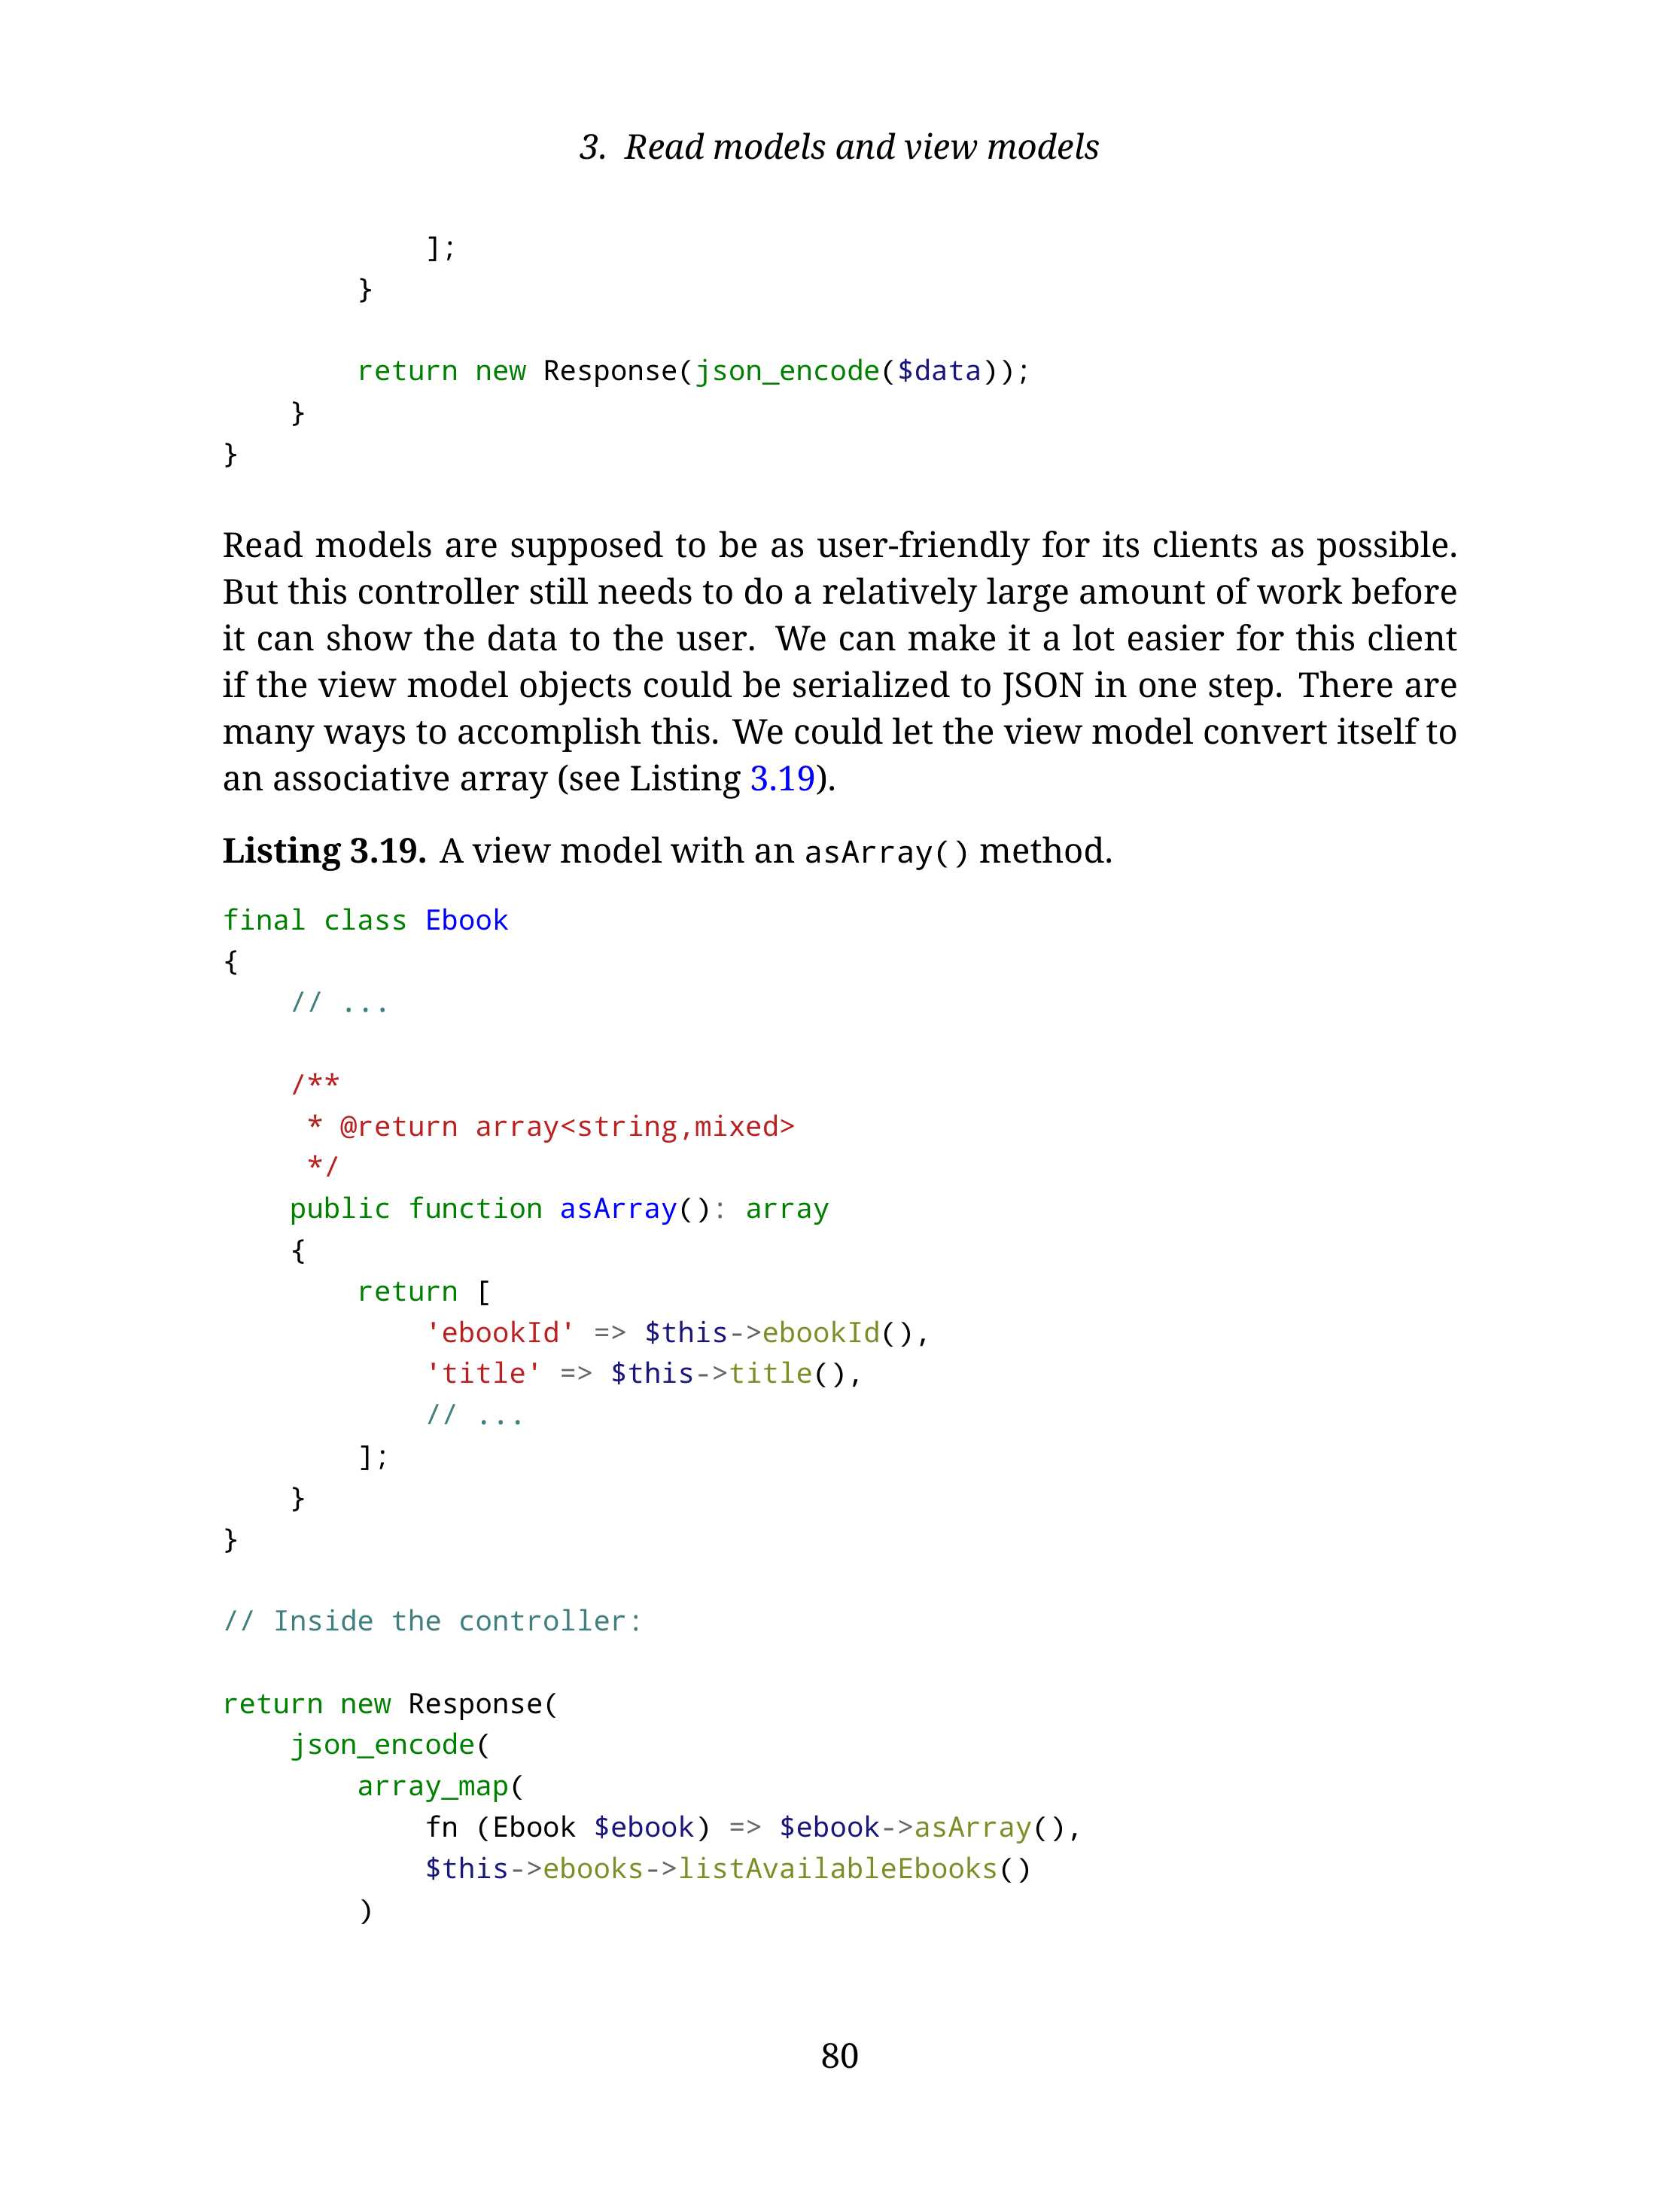 3. Read models and view models
            ];
        }

        return new Response(json_encode($data));
    }
}
Read models are supposed to be as user-friendly for its clients as possible.
But this controller still needs to do a relatively large amount of work before
it can show the data to the user. We can make it a lot easier for this client
if the view model objects could be serialized to JSON in one step. There are
many ways to accomplish this. We could let the view model convert itself to
an associative array (see Listing 3.19).
Listing 3.19. A view model with an asArray() method.
final class Ebook
{
    // ...

    /**
     * @return array<string,mixed>
     */
    public function asArray(): array
    {
        return [
            'ebookId' => $this->ebookId(),
            'title' => $this->title(),
            // ...
        ];
    }
}

// Inside the controller:

return new Response(
    json_encode(
        array_map(
            fn (Ebook $ebook) => $ebook->asArray(),
            $this->ebooks->listAvailableEbooks()
        )
80